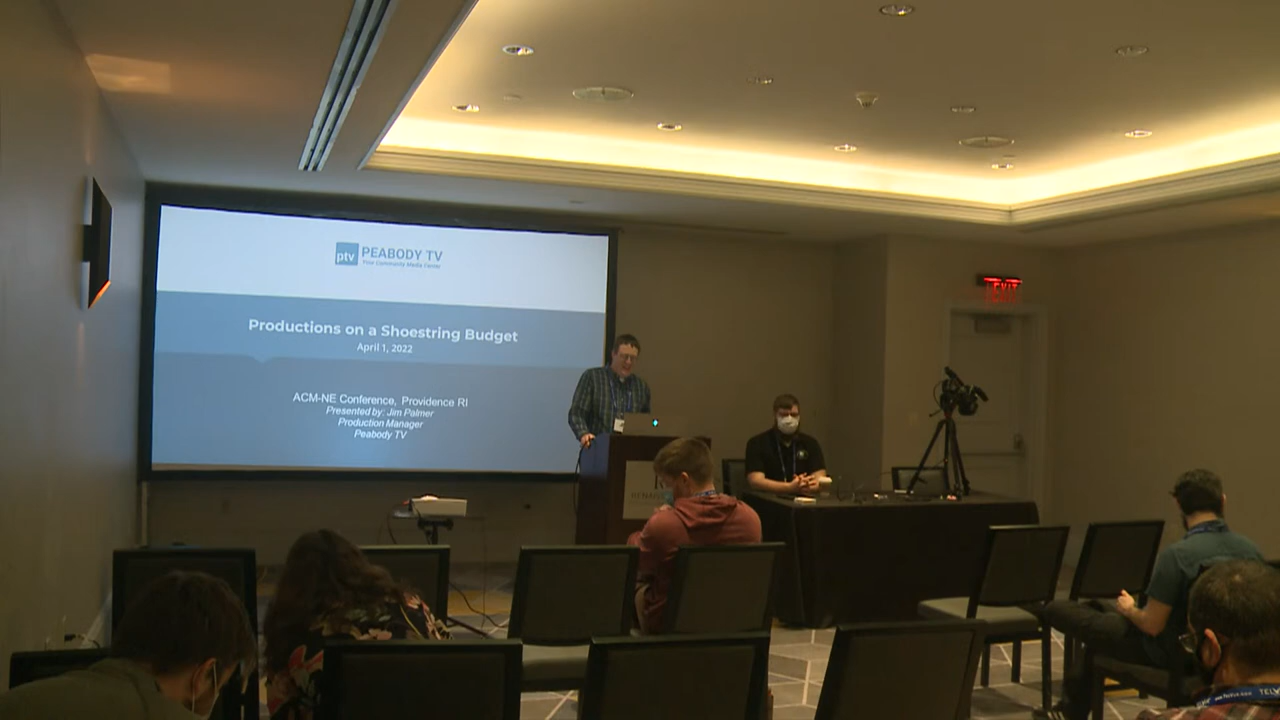 ptv PEABODY TV
Your Community Media Center
Productions on a Shoestring Budget
April 1, 2022
ACM-NE Conference, Providence RI
Presented by: Jim Palmer
Production Manager
Peabody TV
EXIT